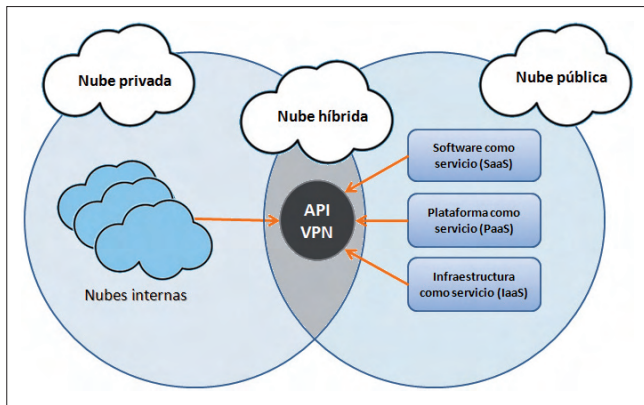 Nube privada
Nube híbrida
Nube pública
Software como
servicio (SaaS)
API
VPN
Plataforma como
servicio (PaaS)
Infraestructura
como servicio (IaaS)
Nubes internas